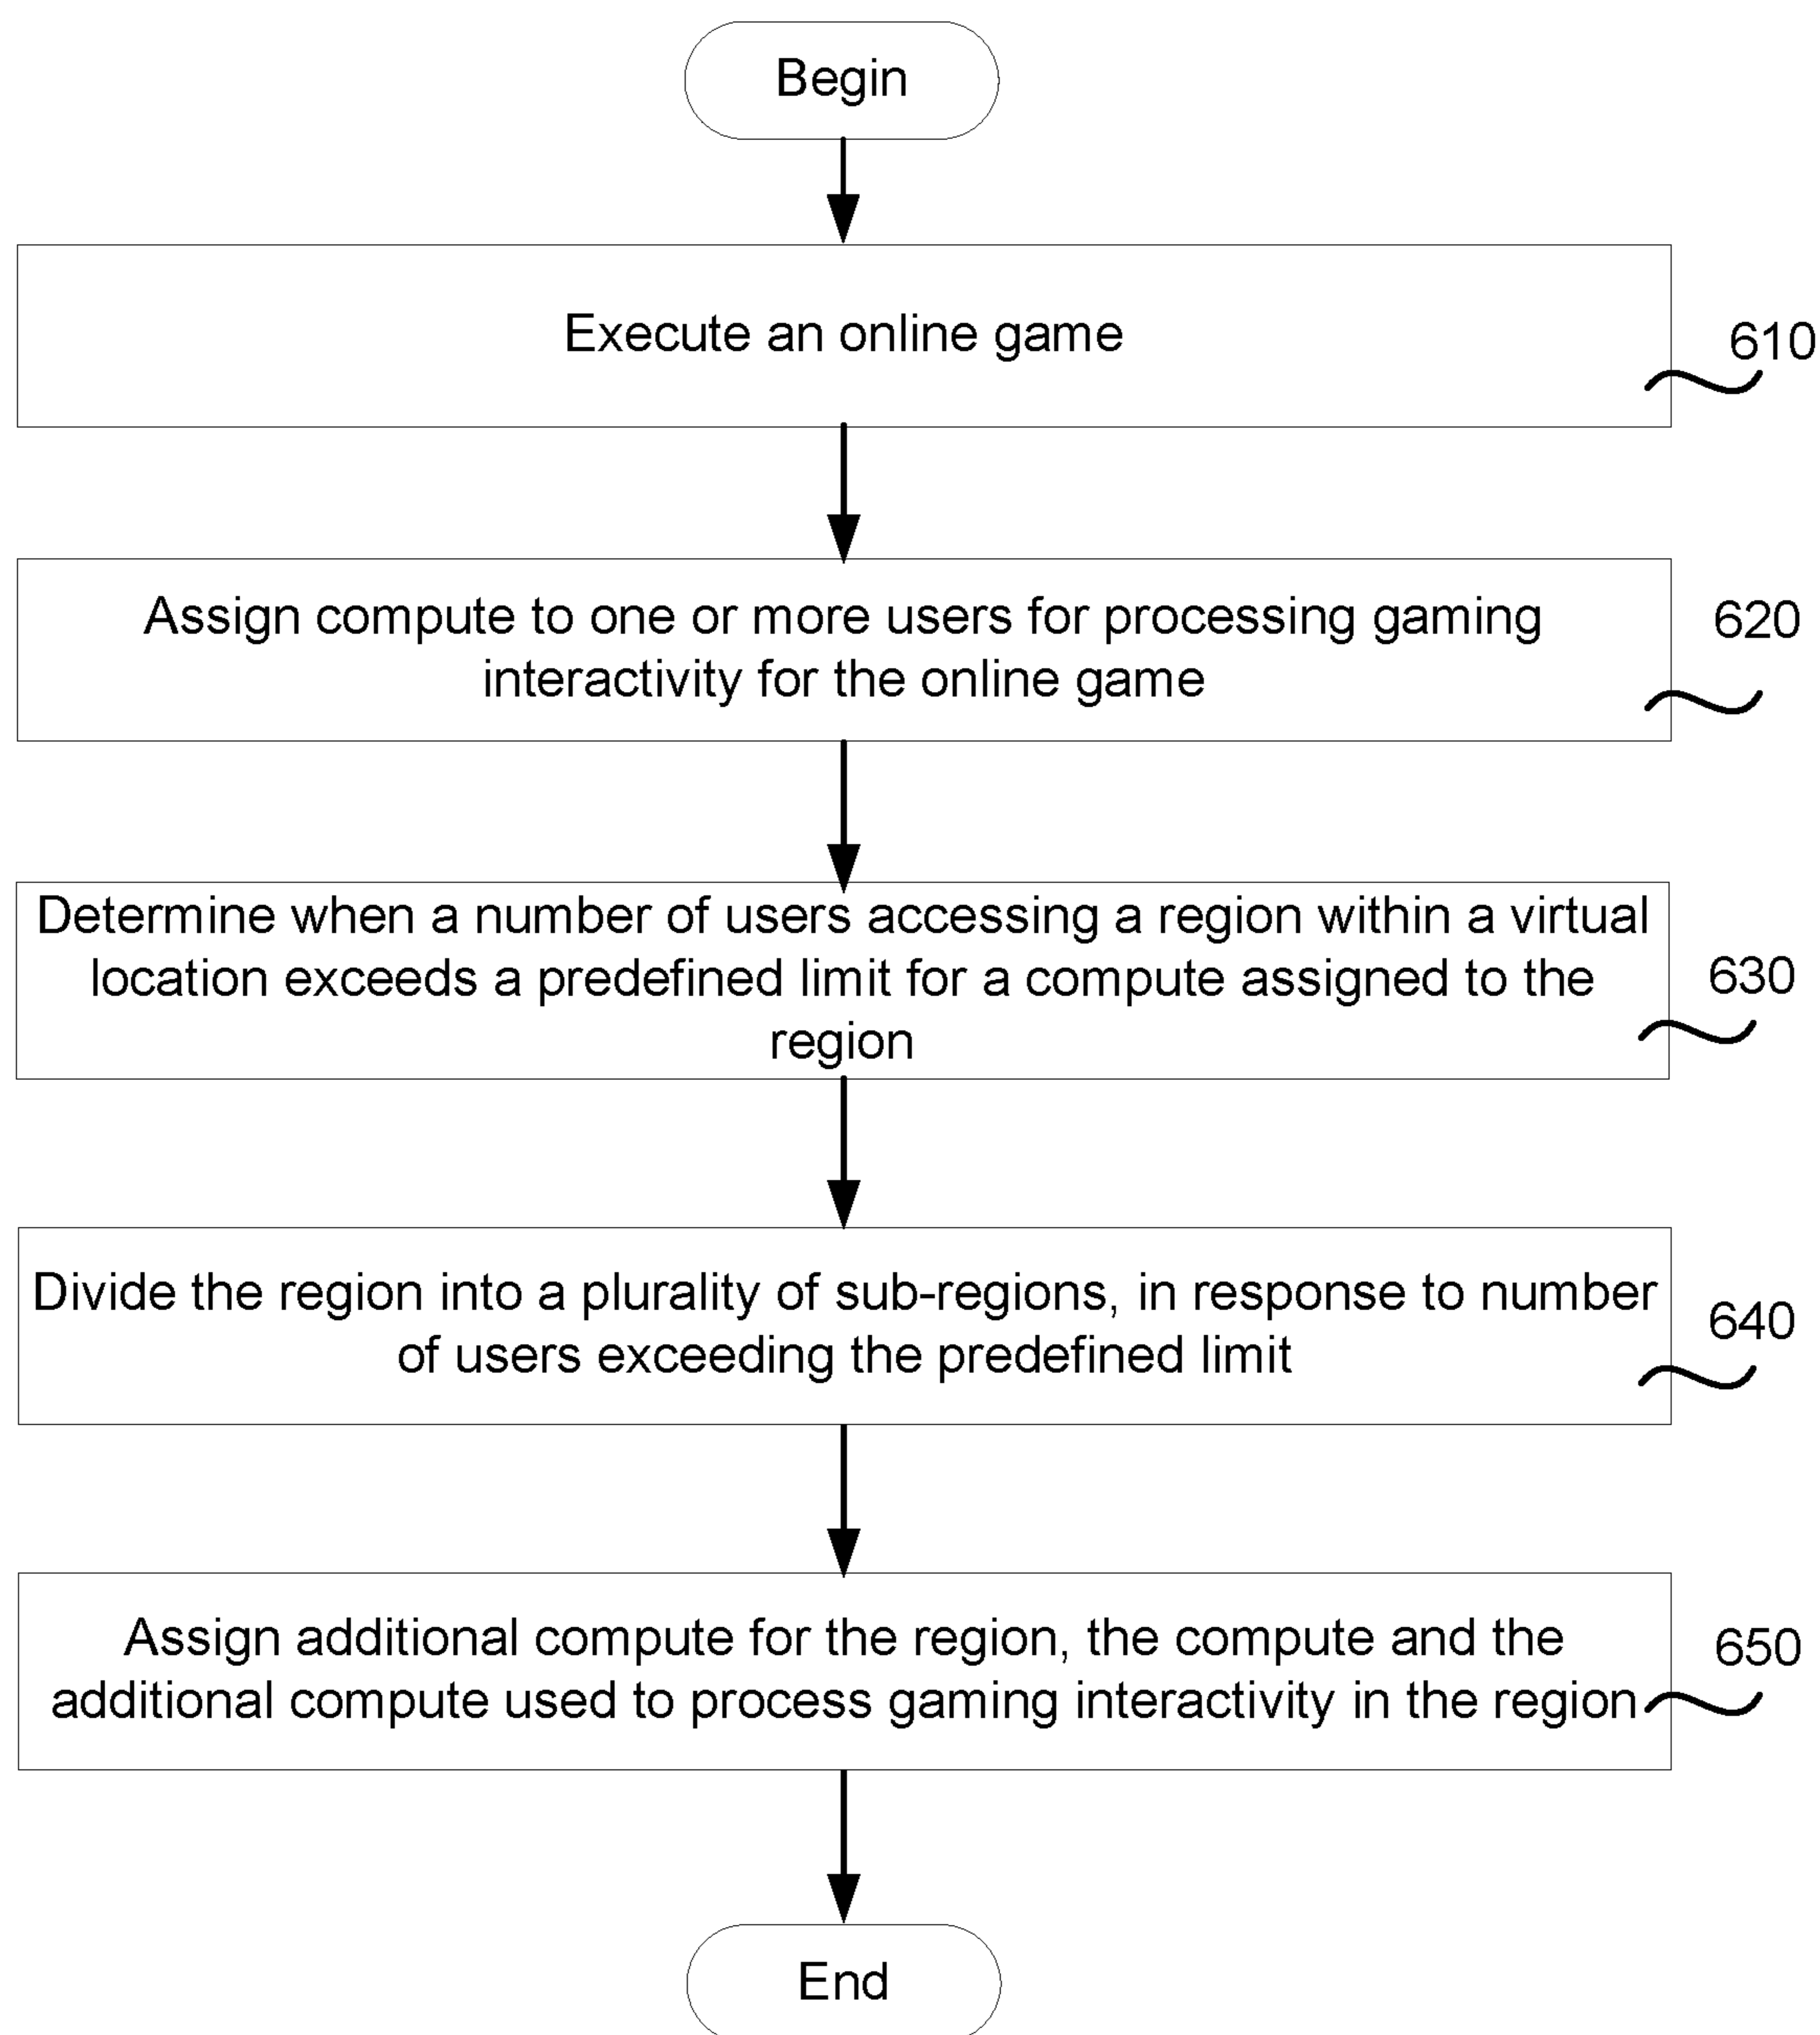 Begin
Execute an online game
610
Assign compute to one or more users for processing gaming
interactivity for the online game
620
Determine when a number of users accessing a region within a virtual
location exceeds a predefined limit for a compute assigned to the
region
630
Divide the region into a plurality of sub-regions, in response to number
of users exceeding the predefined limit
640
Assign additional compute for the region, the compute and the
additional compute used to process gaming interactivity in the region
650
End